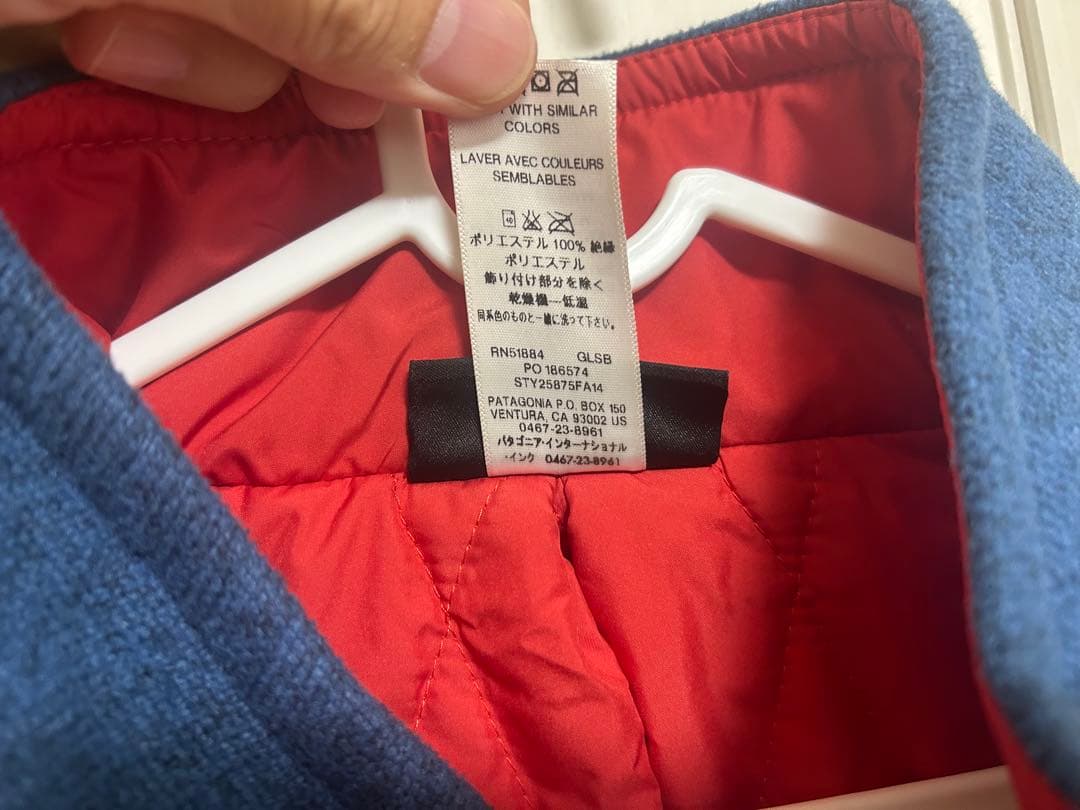 WITH SIMILAR
COLORS
LAVER AVEC COULEURS
SEMBLABLES
40
ポリエステル 100% 絶縁
ポリエステル
飾り付け部分を除く
乾燥機—低温
同系色のものと一緒に洗って下さい。
RN51884 GLSB
PO 186574
STY25875FA14
PATAGONIA P.O. BOX 150
VENTURA, CA 93002 US
0467-23-8961
パタゴニア・インターナショナル
・インク 0467-23-8961